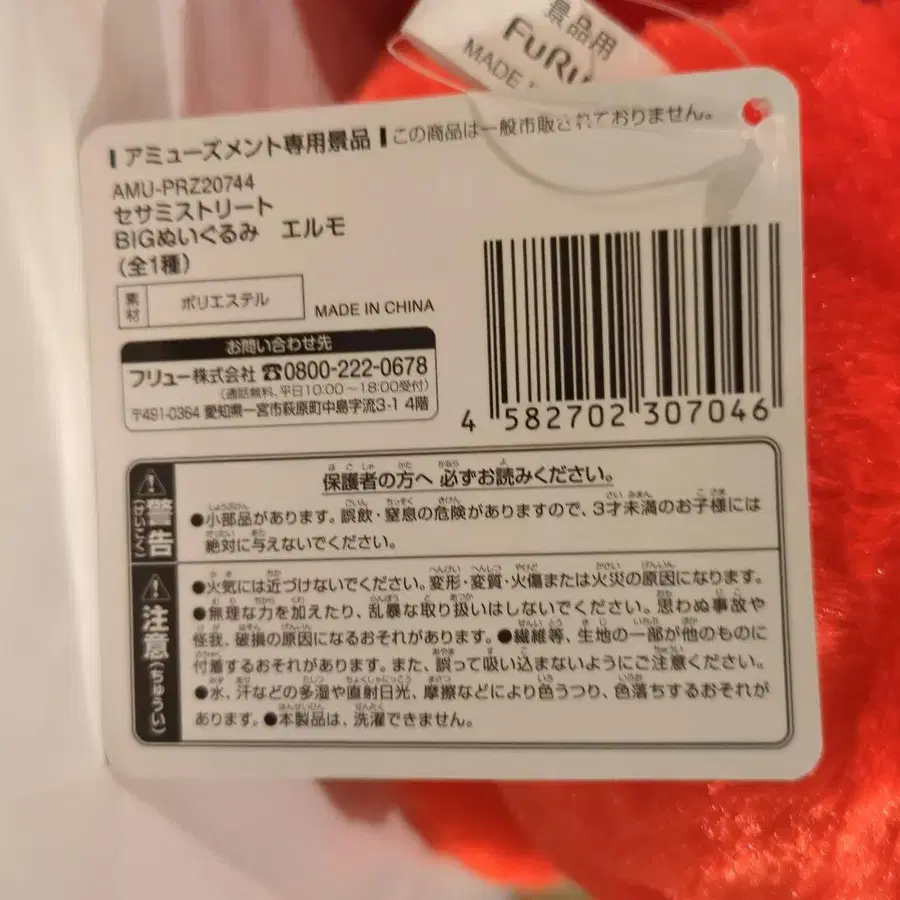 景品用
FURY
MADE
アミューズメント専用景品
この商品は一般市販されておりません。
AMU-PRZ20744
セサミストリート
BIGぬいぐるみ エルモ
(全1種)
素材 ポリエステル
MADE IN CHINA
お問い合わせ先
フリュー株式会社 ☎0800-222-0678
(通話無料、平日10:00〜18:00受付)
〒491-0364 愛知県一宮市萩原町中島字流3-1 4階
4 582702 307046
警告(けいこく)
保護者の方へ 必ずお読みください。
●小部品があります。誤飲・窒息の危険がありますので、3才未満のお子様には
絶対に与えないでください。
注意(ちゅうい)
●火気には近づけないでください。変形・変質・火傷または火災の原因になります。
●無理な力を加えたり、乱暴な取り扱いはしないでください。思わぬ事故や
怪我、破損の原因になるおそれがあります。●繊維等、生地の一部が他のものに
付着するおそれがあります。また、誤って吸い込まないようにご注意ください。
●水、汗などの多湿や直射日光、摩擦などにより色うつり、色落ちするおそれが
あります。●本製品は、洗濯できません。